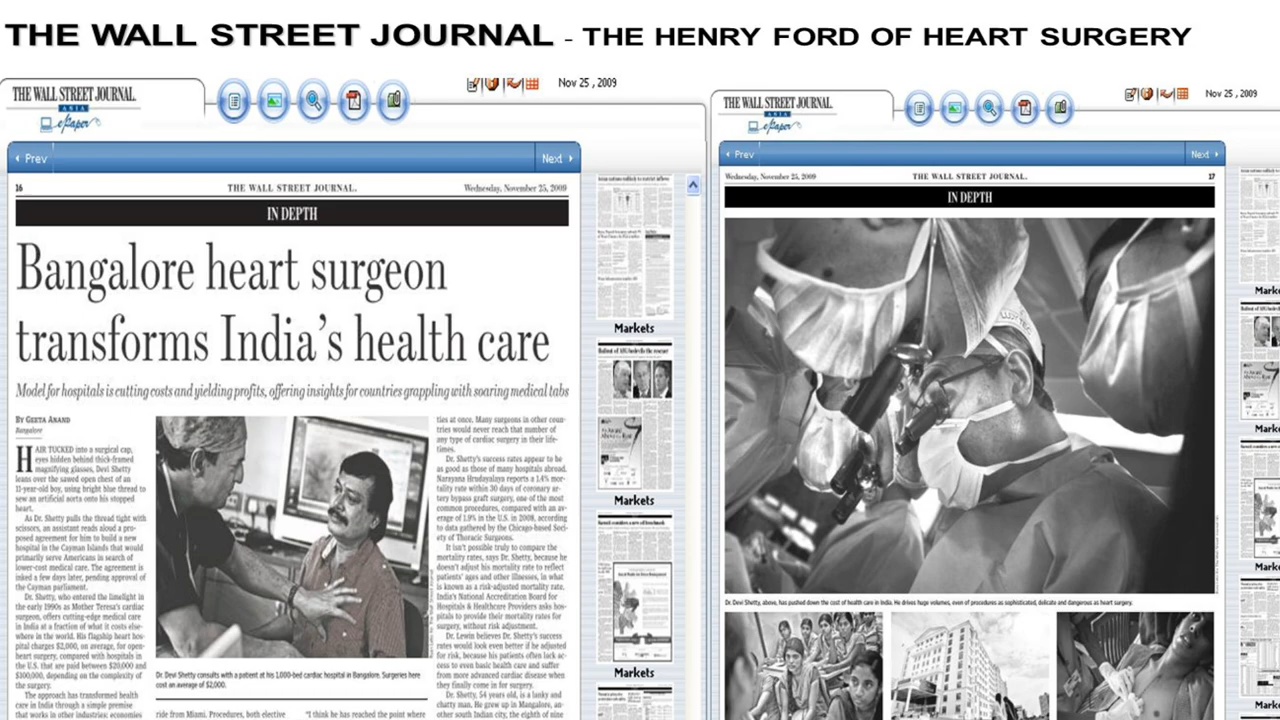 THE WALL STREET JOURNAL - THE HENRY FORD OF HEART SURGERY
THE WALL STREET JOURNAL.
ASIA
ePaper
Nov 25 , 2009
Prev
Next
16
THE WALL STREET JOURNAL.
Wednesday, November 25, 2009
IN DEPTH
Bangalore heart surgeon
transforms India's health care
Model for hospitals is cutting costs and yielding profits, offering insights for countries grappling with soaring medical tabs
BY GEETA ANAND
Bangalore
HAIR TUCKED into a surgical cap,
eyes hidden behind thick-framed
magnifying glasses, Devi Shetty
leans over the sawed open chest of an
11-year-old boy, using bright blue thread to
sew an artificial aorta onto his stopped
heart.
As Dr. Shetty pulls the thread tight with
scissors, an assistant reads aloud a pro-
posed agreement for him to build a new
hospital in the Cayman Islands that would
primarily serve Americans in search of
lower-cost medical care. The agreement is
inked a few days later, pending approval of
the Cayman parliament.
Dr. Shetty, who entered the limelight in
the early 1990s as Mother Teresa's cardiac
surgeon, offers cutting-edge medical care
in India at a fraction of what it costs else-
where in the world. His flagship heart hos-
pital charges $2,000, on average, for open-
heart surgery, compared with hospitals in
the U.S. that are paid between $20,000 and
$100,000, depending on the complexity of
the surgery.
The approach has transformed health
care in India through a simple premise
that works in other industries: economies
Dr. Devi Shetty consults with a patient at his 1,000-bed cardiac hospital in Bangalore. Surgeries here
cost an average of $2,000.
ride from Miami. Procedures, both elective
"I think he has reached the point where
ties at once. Many surgeons in other coun-
tries would never reach that number of
any type of cardiac surgery in their life-
times.
Dr. Shetty's success rates appear to be
as good as those of many hospitals abroad.
Narayana Hrudayalaya reports a 1.4% mor-
tality rate within 30 days of coronary ar-
tery bypass graft surgery, one of the most
common procedures, compared with an av-
erage of 1.9% in the U.S. in 2008, according
to data gathered by the Chicago-based Soci-
ety of Thoracic Surgeons.
It isn't possible truly to compare the
mortality rates, says Dr. Shetty, because he
doesn't adjust his mortality rate to reflect
patients' ages and other illnesses, in what
is known as a risk-adjusted mortality rate.
India's National Accreditation Board for
Hospitals & Healthcare Providers asks hos-
pitals to provide their mortality rates for
surgery, without risk adjustment.
Dr. Lewin believes Dr. Shetty's success
rates would look even better if he adjusted
for risk, because his patients often lack ac-
cess to even basic health care and suffer
from more advanced cardiac disease when
they finally come in for surgery.
Dr. Shetty, 54 years old, is a lanky and
chatty man. He grew up in Mangalore, an-
other south Indian city, the eighth of nine
Markets
Markets
Markets
THE WALL STREET JOURNAL.
ASIA
ePaper
Nov 25 , 2009
Prev
Next
Wednesday, November 25, 2009
THE WALL STREET JOURNAL.
17
IN DEPTH
Dr. Devi Shetty, above, has pushed down the cost of health care in India. He drives huge volumes, even of procedures as sophisticated, delicate and dangerous as heart surgery.
Marke
Marke
Marke
Marke